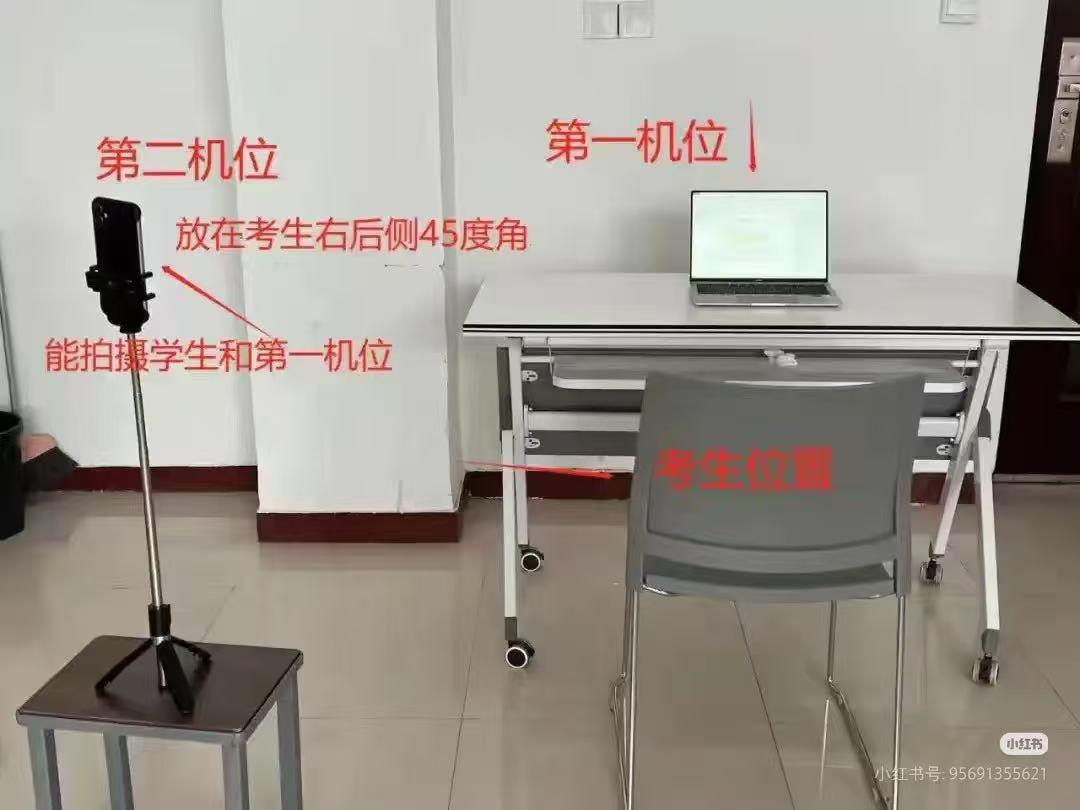 第二机位
第一机位
放在考生右后侧45度角
能拍摄学生和第一机位
考生位置
小红书
小红书号: 95691355621